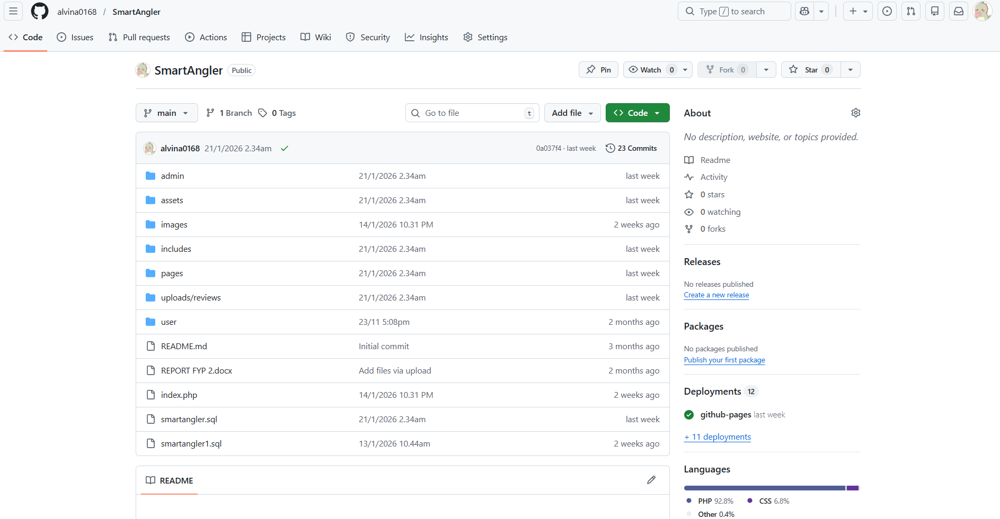 alvina0168 / SmartAngler
Type / to search
Code Issues Pull requests Actions Projects Wiki Security Insights Settings
SmartAngler Public
Pin Watch 0 Fork 0 Star 0
main 1 Branch 0 Tags Go to file t Add file Code
alvina0168 21/1/2026 2.34am 0a037f4 · last week 23 Commits
admin 21/1/2026 2.34am last week
assets 21/1/2026 2.34am last week
images 14/1/2026 10.31 PM 2 weeks ago
includes 21/1/2026 2.34am last week
pages 21/1/2026 2.34am last week
uploads/reviews 21/1/2026 2.34am last week
user 23/11 5:08pm 2 months ago
README.md Initial commit 3 months ago
REPORT FYP 2.docx Add files via upload 2 months ago
index.php 14/1/2026 10.31 PM 2 weeks ago
smartangler.sql 21/1/2026 2.34am last week
smartangler1.sql 13/1/2026 10.44am 2 weeks ago
README
About
No description, website, or topics provided.
Readme
Activity
0 stars
0 watching
0 forks
Releases
No releases published
Create a new release
Packages
No packages published
Publish your first package
Deployments 12
github-pages last week
+ 11 deployments
Languages
PHP 92.8% CSS 6.8%
Other 0.4%